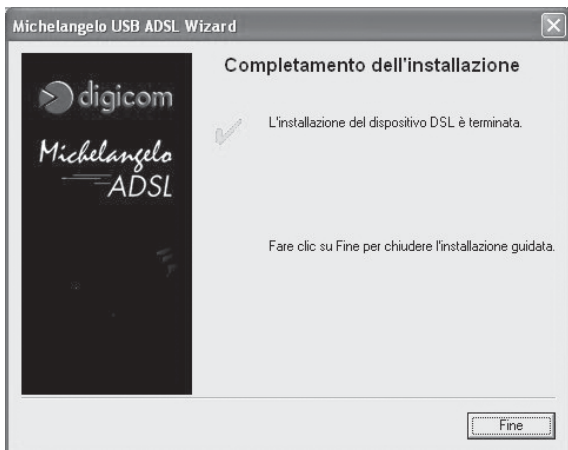 Michelangelo USB ADSL Wizard
digicom
Michelangelo
ADSL
Completamento dell'installazione
L'installazione del dispositivo DSL è terminata.
Fare clic su Fine per chiudere l'installazione guidata.
Fine